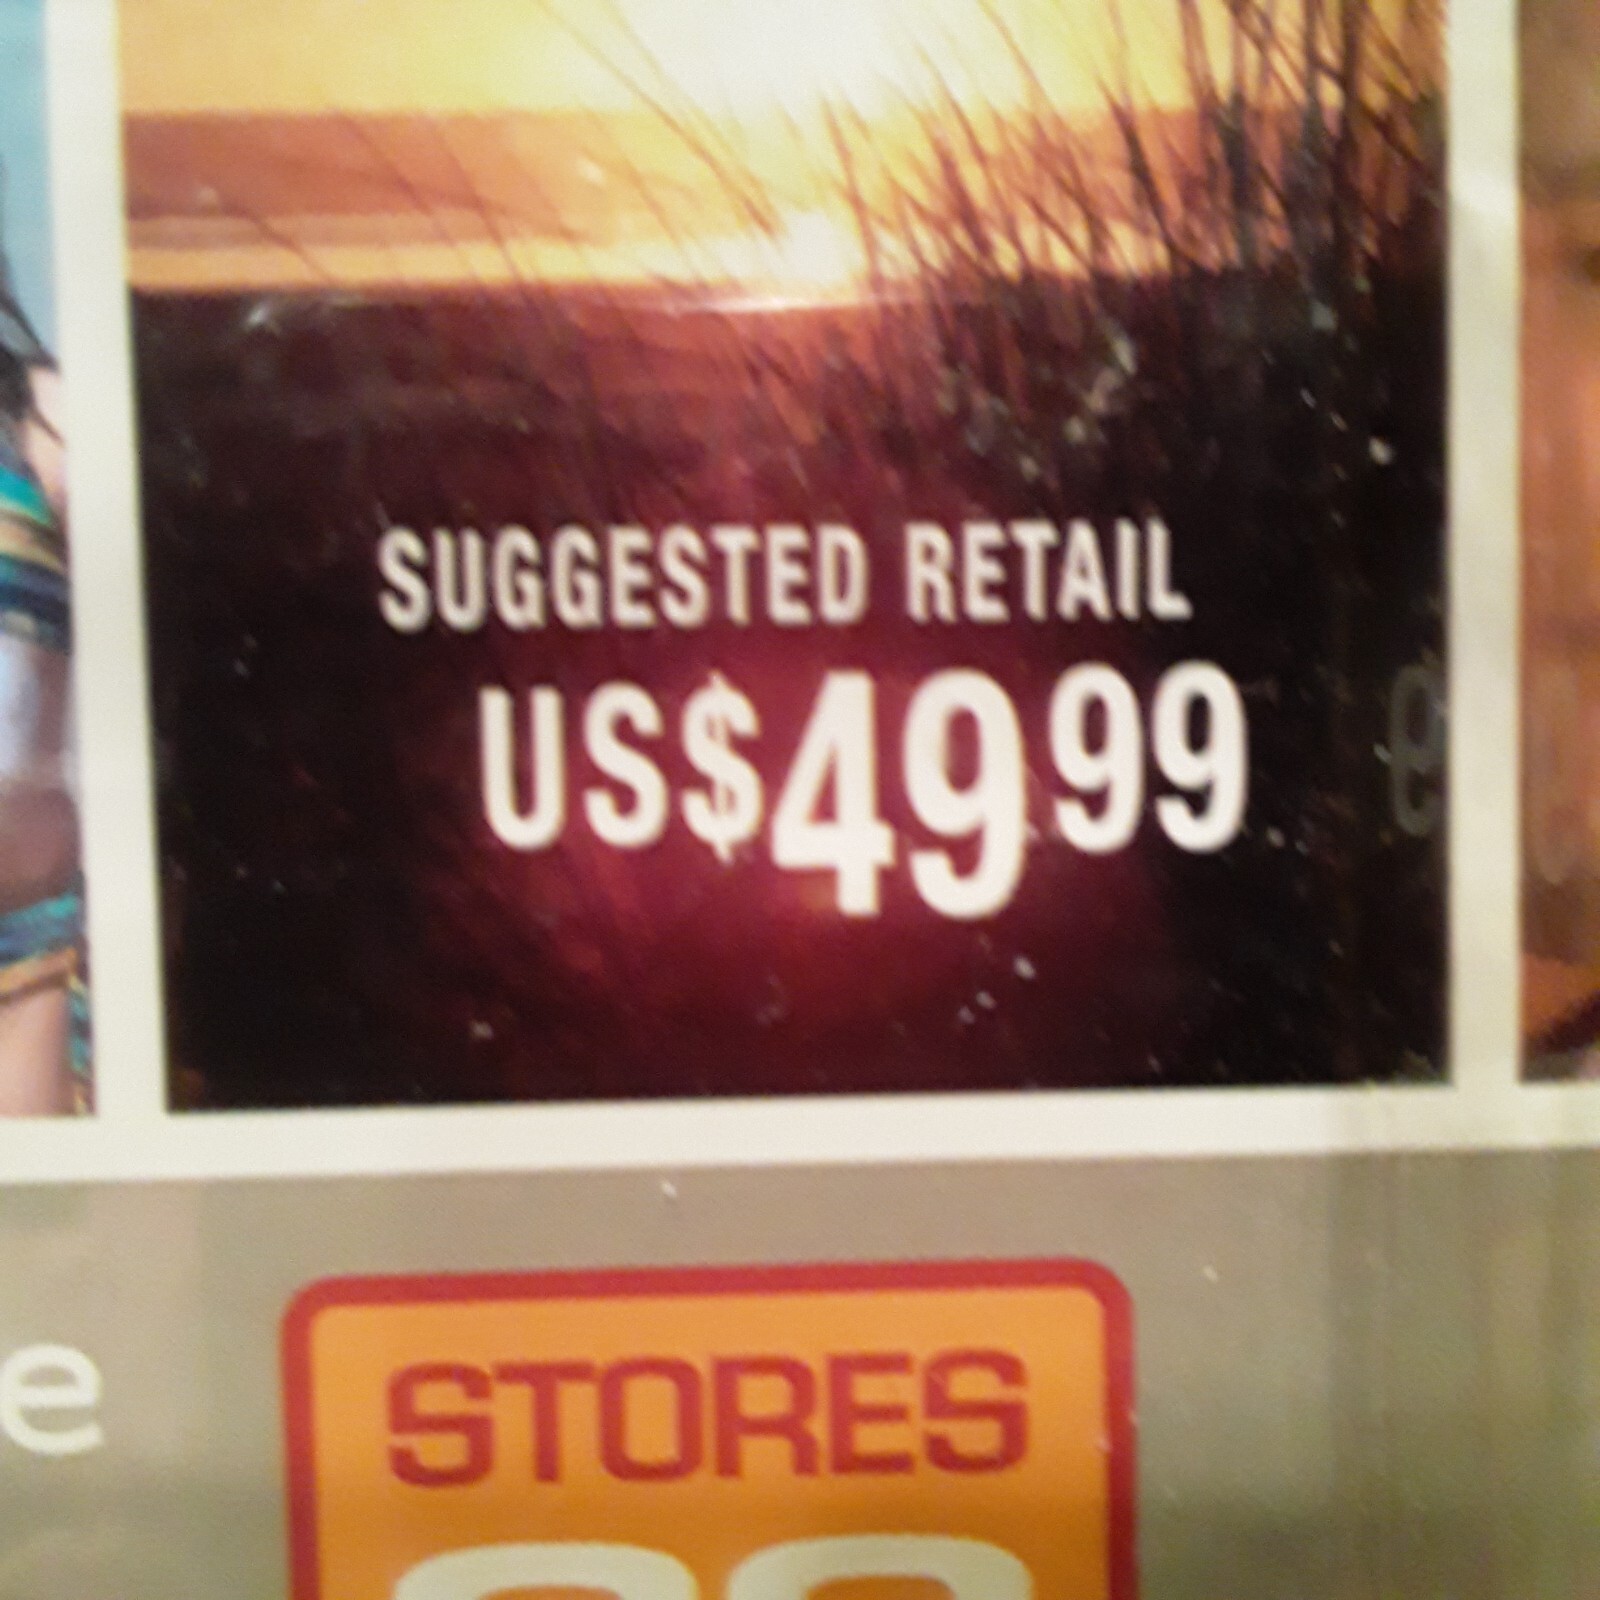 SUGGESTED RETAIL
US$49 99
e
e
STORES